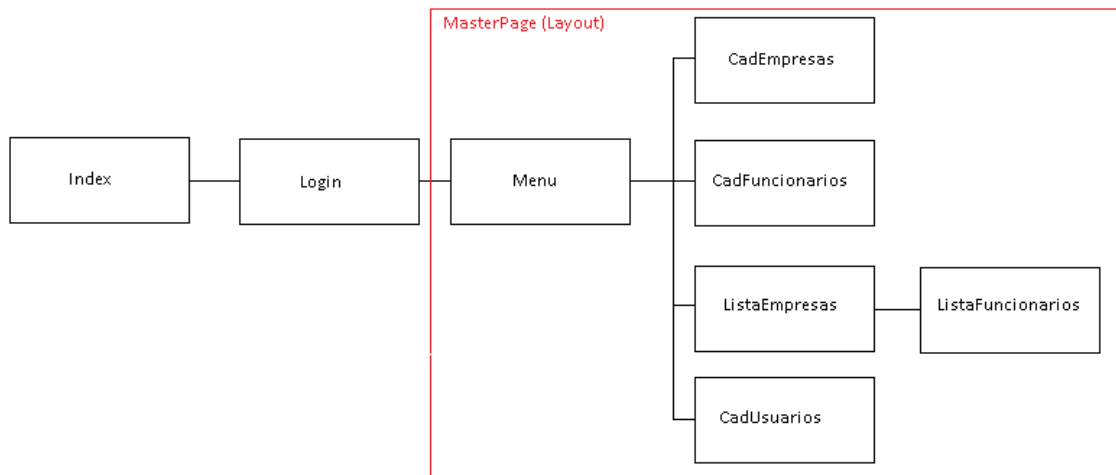 MasterPage (Layout)
CadEmpresas
Index
Login
Menu
CadFuncionarios
ListaEmpresas
ListaFuncionarios
CadUsuarios